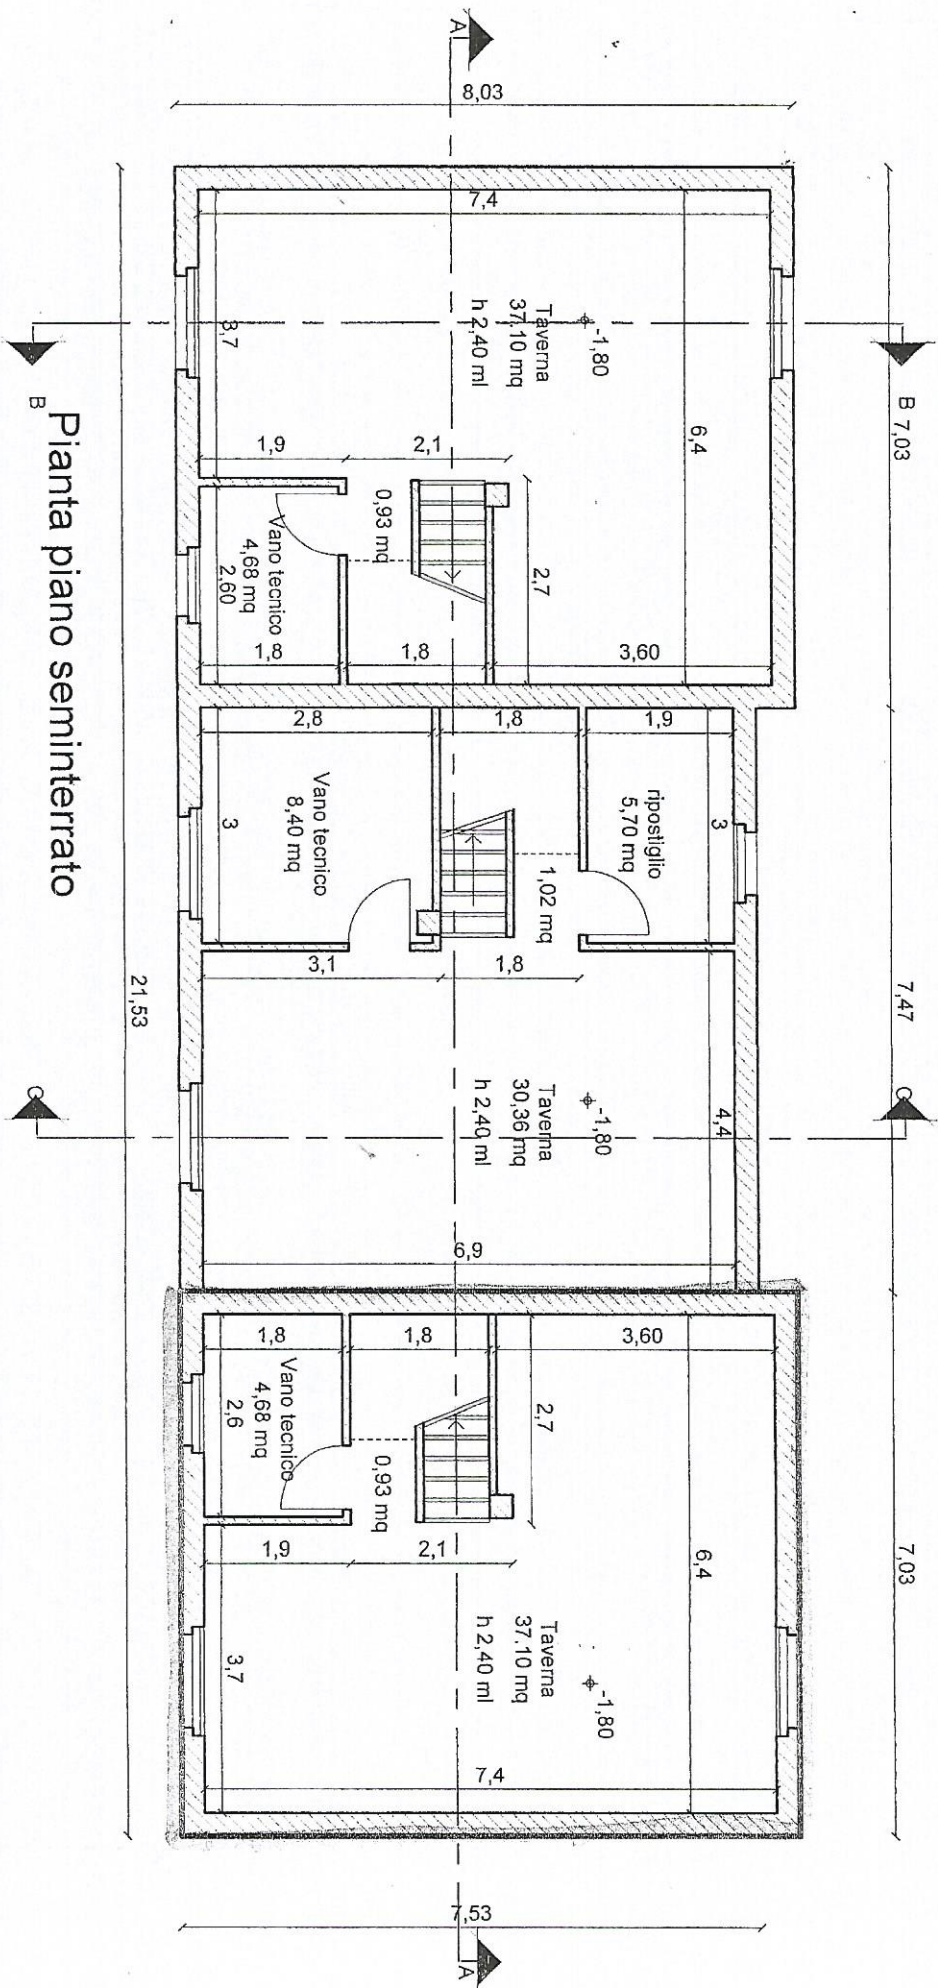 A
8,03
7,4
-1,80
Taverna
37.10 mq
h 2,40 ml
3,7
6,4
B 7,03
B
1,9
2,1
0,93 mq
Vano tecnico
4,68 mq
2,60
2,7
1,8
1,8
3,60
Pianta piano seminterrato
2,8
1,8
1,9
Vano tecnico
8,40 mq
3
ripostiglio
5,70 mq
3
1,02 mq
3,1
1,8
21,53
7,47
C
C
-1,80
Taverna
30,36 mq
h 2,40 ml
4,4
6,9
1,8
1,8
3,60
Vano tecnico
4,68 mq
2,6
2,7
0,93 mq
1,9
2,1
6,4
7,03
-1,80
Taverna
37.10 mq
h 2,40 ml
3,7
7,4
7,53
A